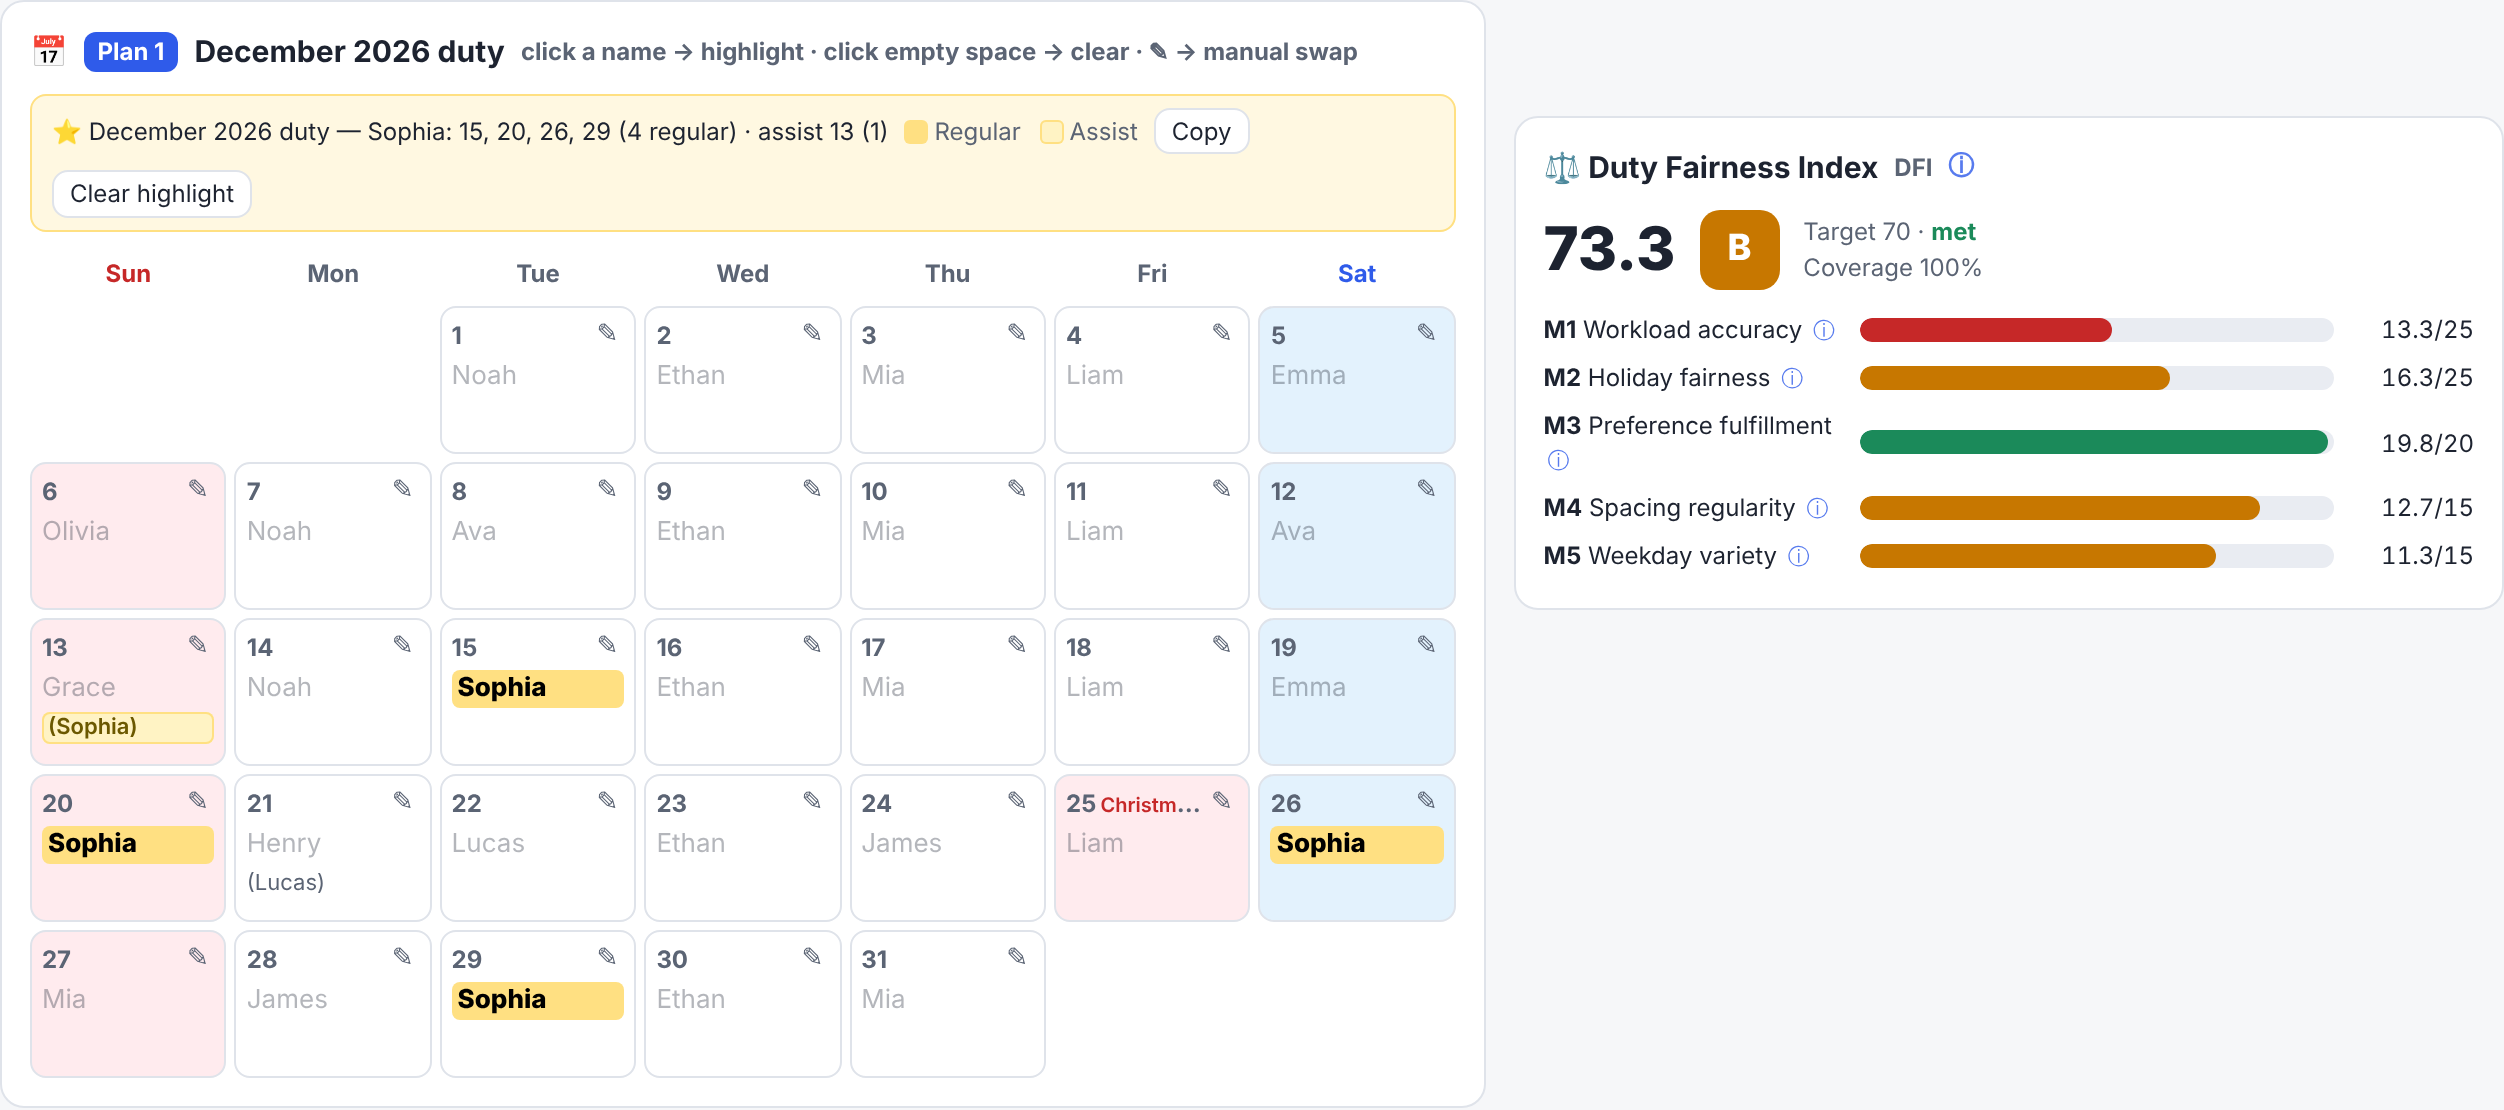 July
17
Plan 1 December 2026 duty click a name → highlight · click empty space → clear · ✎ → manual swap
⭐ December 2026 duty — Sophia: 15, 20, 26, 29 (4 regular) · assist 13 (1) Regular Assist Copy
Clear highlight
Sun Mon Tue Wed Thu Fri Sat
1 ✎ 2 ✎ 3 ✎ 4 ✎ 5 ✎
Noah Ethan Mia Liam Emma
6 ✎ 7 ✎ 8 ✎ 9 ✎ 10 ✎ 11 ✎ 12 ✎
Olivia Noah Ava Ethan Mia Liam Ava
13 ✎ 14 ✎ 15 ✎ 16 ✎ 17 ✎ 18 ✎ 19 ✎
Grace Noah Sophia Ethan Mia Liam Emma
(Sophia)
20 ✎ 21 ✎ 22 ✎ 23 ✎ 24 ✎ 25 Christm... ✎ 26 ✎
Sophia Henry Lucas Ethan James Liam Sophia
(Lucas)
27 ✎ 28 ✎ 29 ✎ 30 ✎ 31 ✎
Mia James Sophia Ethan Mia
⚖️ Duty Fairness Index DFI ⓘ
73.3 B Target 70 · met
Coverage 100%
M1 Workload accuracy ⓘ 13.3/25
M2 Holiday fairness ⓘ 16.3/25
M3 Preference fulfillment ⓘ 19.8/20
M4 Spacing regularity ⓘ 12.7/15
M5 Weekday variety ⓘ 11.3/15